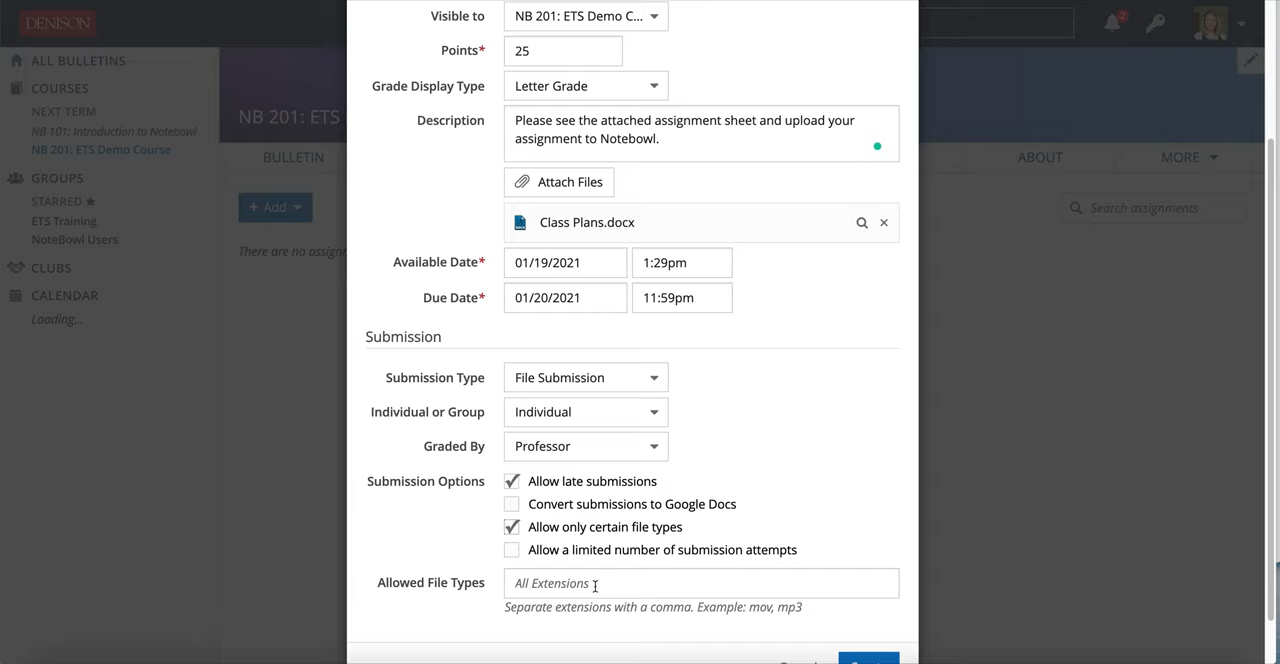 DENISON
2
ALL BULLETINS
COURSES
NEXT TERM
NB 101: Introduction to Notebowl
NB 201: ETS Demo Course
GROUPS
STARRED ★
ETS Training
NoteBowl Users
CLUBS
CALENDAR
Loading...
NB 201: ETS
BULLETIN
ABOUT
MORE
+ Add
Search assignments
There are no assignm
Visible to
NB 201: ETS Demo C...
Points*
25
Grade Display Type
Letter Grade
Description
Please see the attached assignment sheet and upload your
assignment to Notebowl.
Attach Files
Class Plans.docx
Available Date*
01/19/2021
1:29pm
Due Date*
01/20/2021
11:59pm
Submission
Submission Type
File Submission
Individual or Group
Individual
Graded By
Professor
Submission Options
Allow late submissions
Convert submissions to Google Docs
Allow only certain file types
Allow a limited number of submission attempts
Allowed File Types
All Extensions
Separate extensions with a comma. Example: mov, mp3